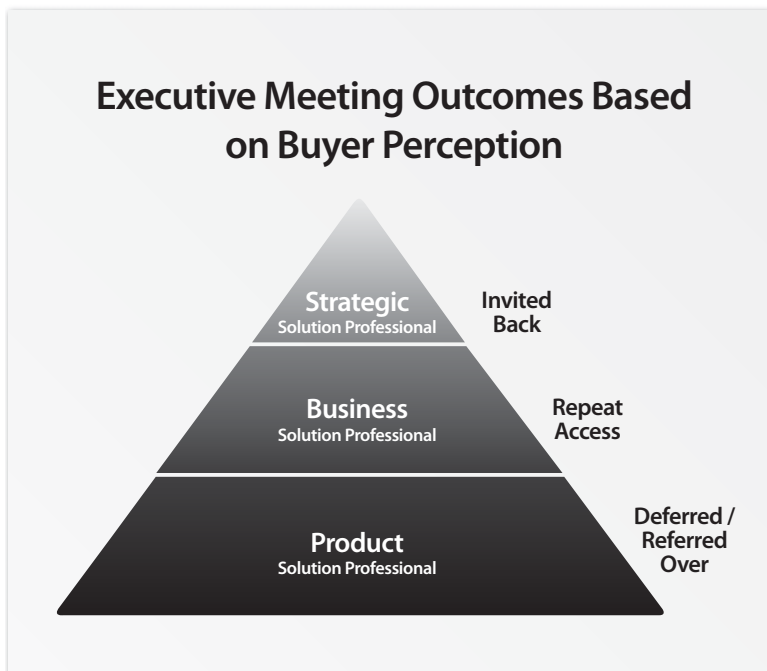 Executive Meeting Outcomes Based
on Buyer Perception
Strategic
Solution Professional
Invited
Back
Business
Solution Professional
Repeat
Access
Product
Solution Professional
Deferred /
Referred
Over